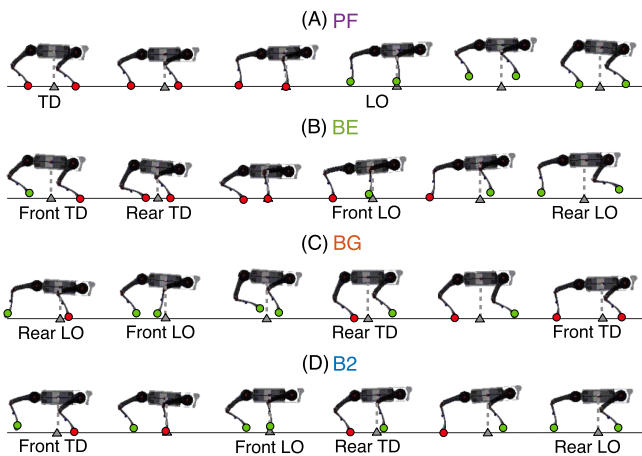 (A) PF
TD LO
(B) BE
Front TD Rear TD Front LO Rear LO
(C) BG
Rear LO Front LO Rear TD Front TD
(D) B2
Front TD Front LO Rear TD Rear LO